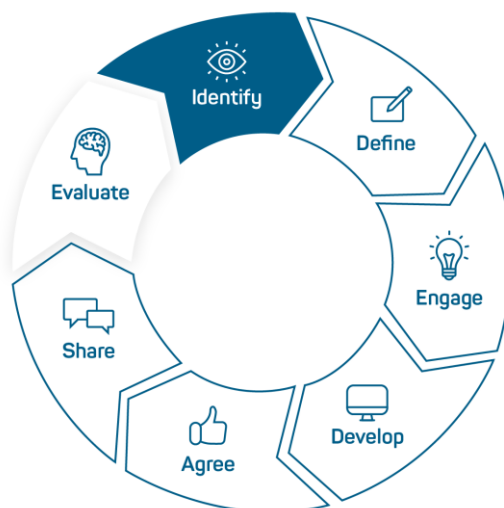 Identify
Define
Engage
Develop
Agree
Share
Evaluate